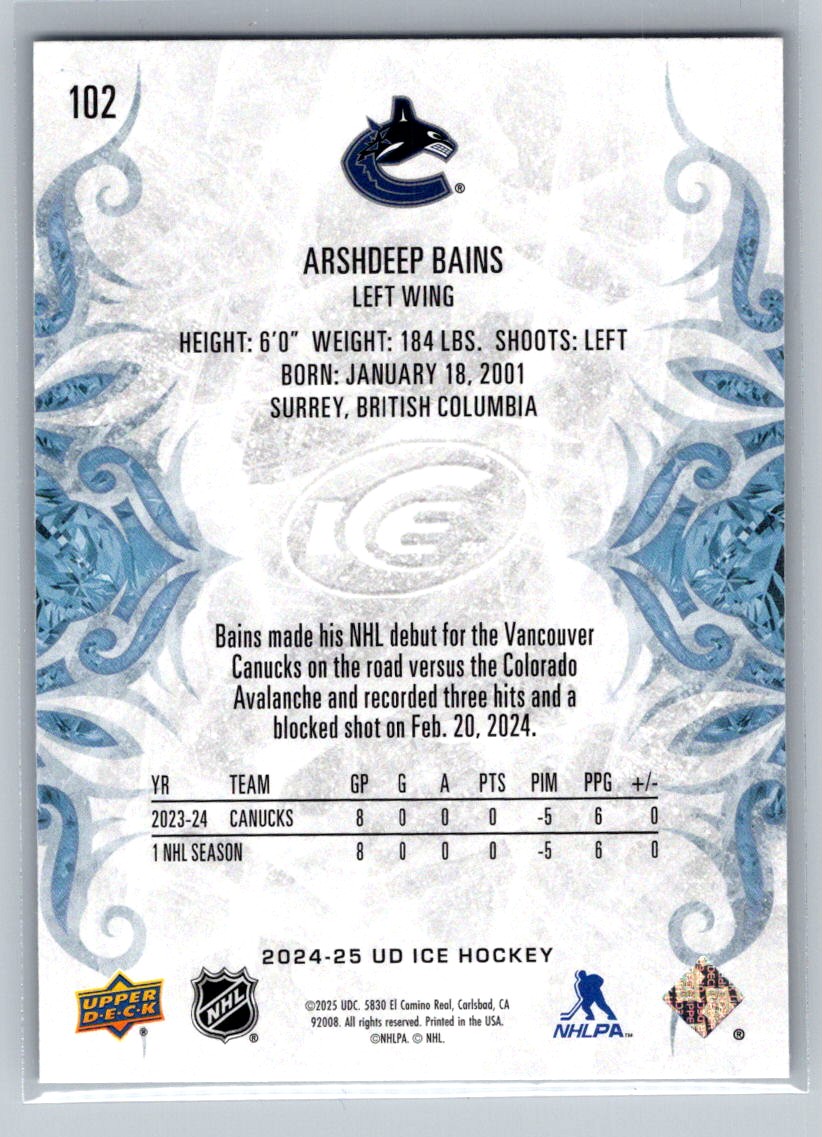 102
®
ARSHDEEP BAINS
LEFT WING
HEIGHT: 6'0" WEIGHT: 184 LBS. SHOOTS: LEFT
BORN: JANUARY 18, 2001
SURREY, BRITISH COLUMBIA
ICE
Bains made his NHL debut for the Vancouver
Canucks on the road versus the Colorado
Avalanche and recorded three hits and a
blocked shot on Feb. 20, 2024.
YR TEAM GP G A PTS PIM PPG +/-
2023-24 CANUCKS 8 0 0 0 -5 6 0
1 NHL SEASON 8 0 0 0 -5 6 0
2024-25 UD ICE HOCKEY
UPPER
D·E·C·K
®
NHL
®
©2025 UDC. 5830 El Camino Real, Carlsbad, CA
92008. All rights reserved. Printed in the USA.
©NHLPA. © NHL.
NHLPA™
®